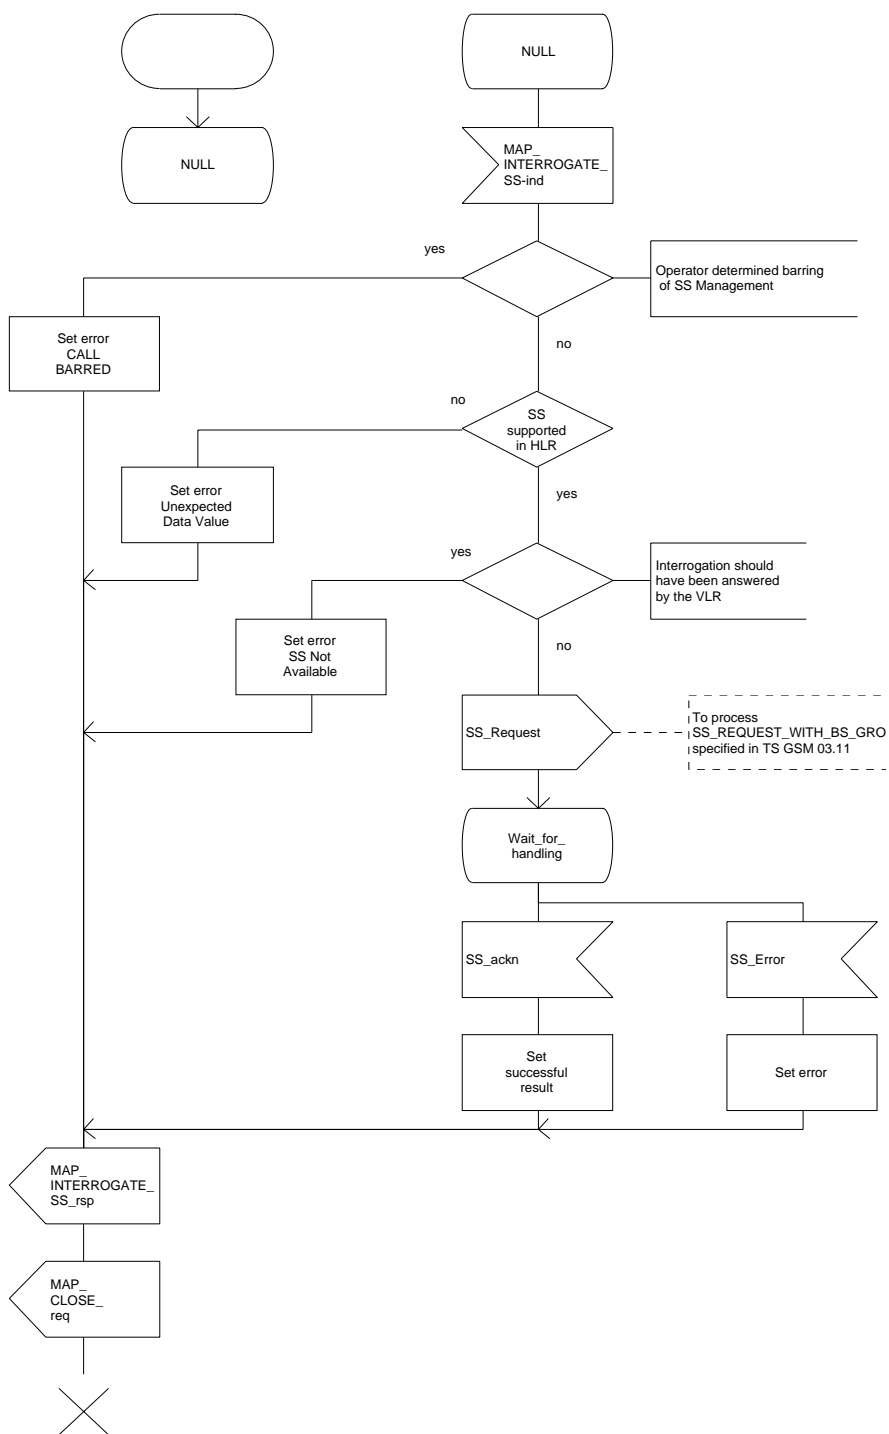 NULL
NULL
MAP_
INTERROGATE_
SS-ind
yes
Operator determined barring
of SS Management
Set error
CALL
BARRED
no
no
SS
supported
in HLR
Set error
Unexpected
Data Value
yes
yes
Interrogation should
have been answered
by the VLR
Set error
SS Not
Available
no
SS_Request
To process
SS_REQUEST_WITH_BS_GRO
specified in TS GSM 03.11
Wait_for_
handling
SS_ackn
SS_Error
Set
successful
result
Set error
MAP_
INTERROGATE_
SS_rsp
MAP_
CLOSE_
req